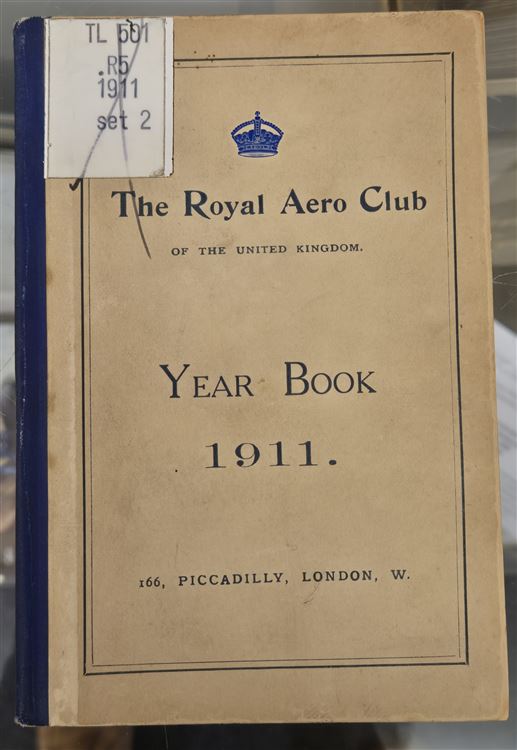 TL 501
.R5
1911
set 2
The Royal Aero Club
OF THE UNITED KINGDOM.
YEAR BOOK
1911.
166, PICCADILLY, LONDON, W.